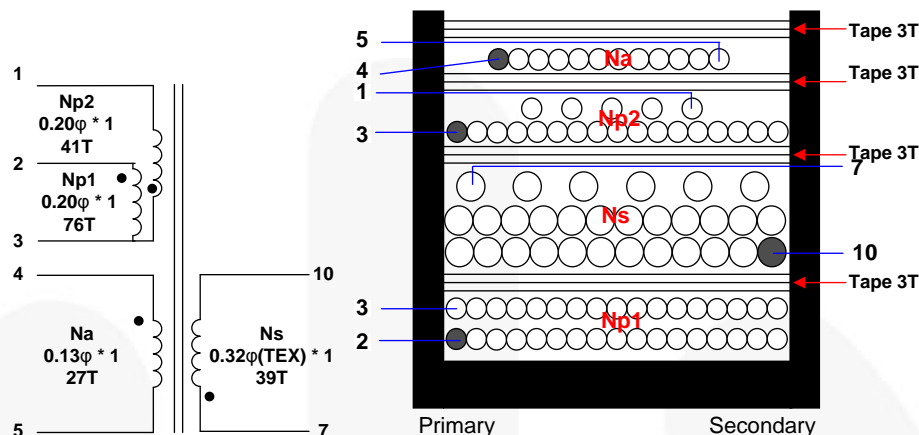 1
Np2
0.20φ * 1
41T
2
Np1
0.20φ * 1
76T
3
4
Na
0.13φ * 1
27T
5
10
Ns
0.32φ(TEX) * 1
39T
7
5
4
Na
Tape 3T
Tape 3T
1
3
Np2
Tape 3T
7
Ns
10
Tape 3T
3
Np1
2
Primary
Secondary